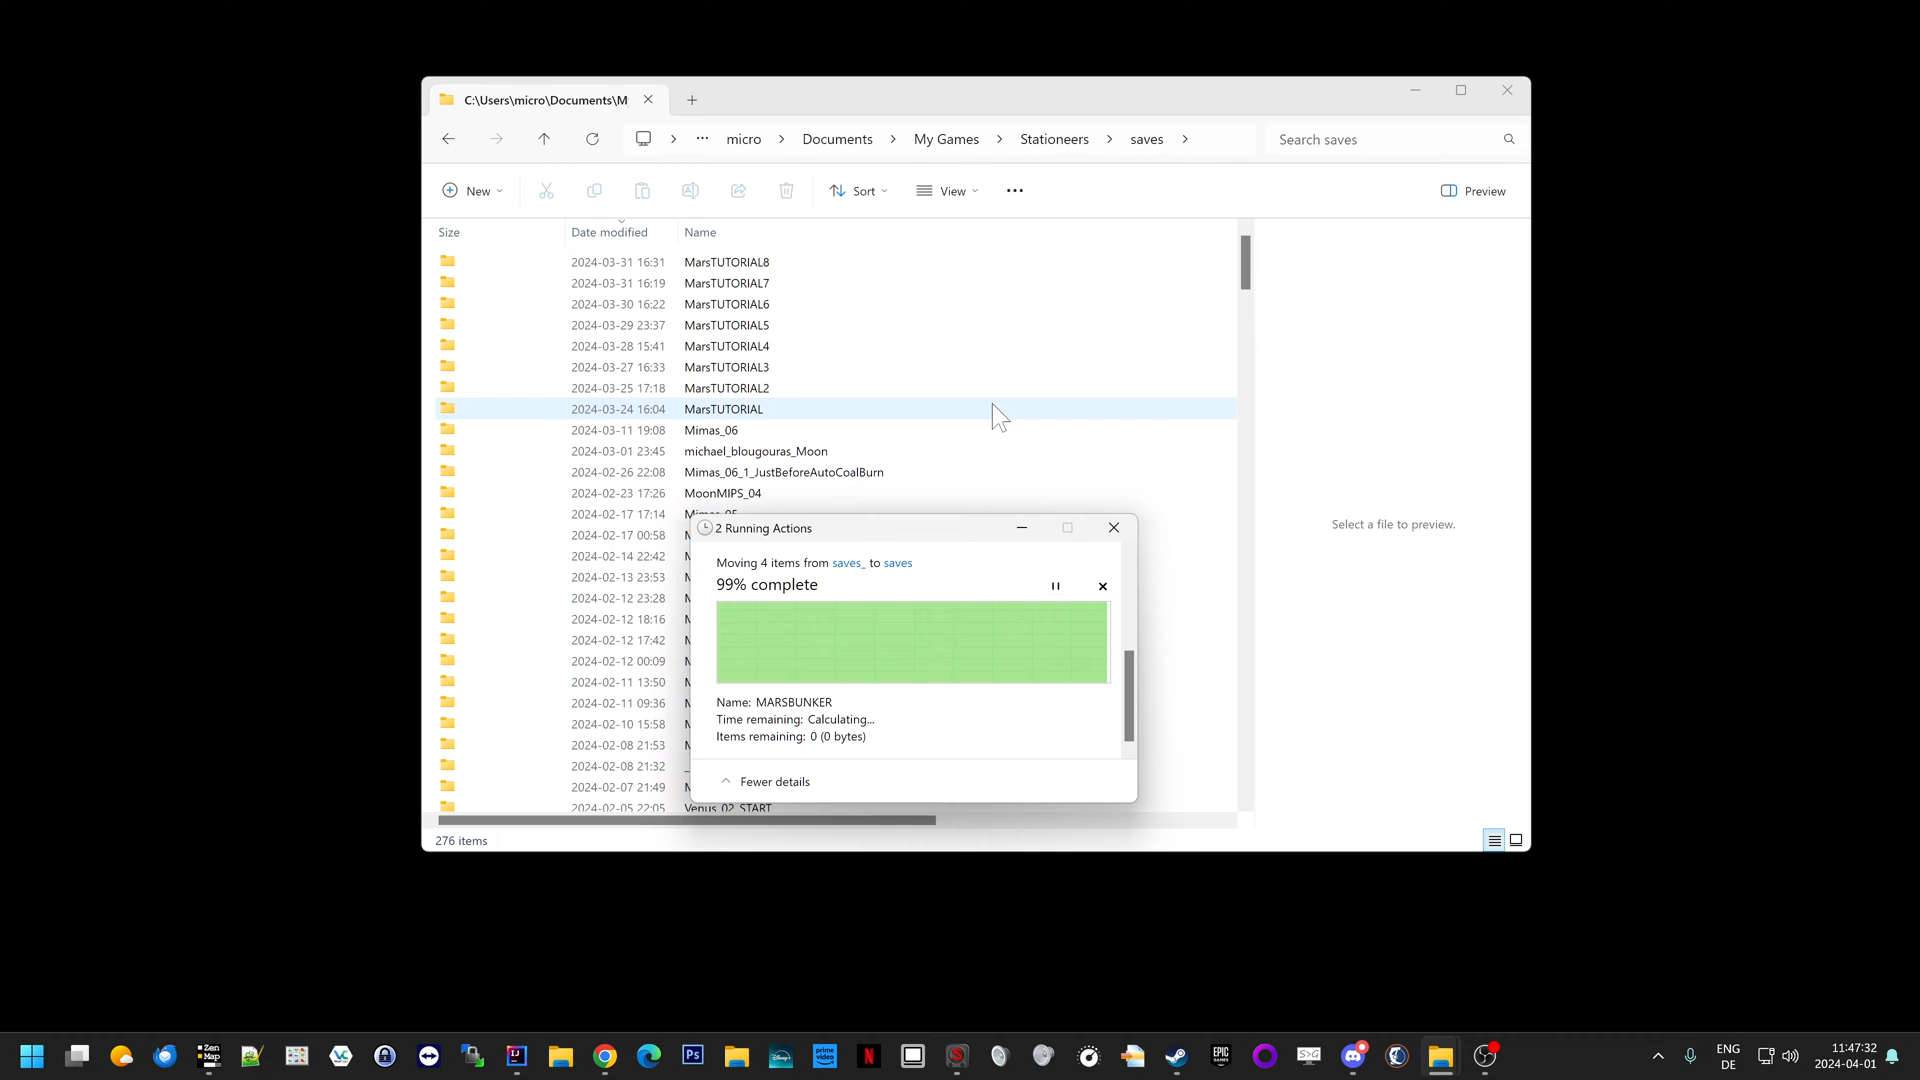 C:\Users\micro\Documents\M
micro > Documents > My Games > Stationeers > saves >
Search saves
New
Sort
View
Preview
Size Date modified Name
2024-03-31 16:31 MarsTUTORIAL8
2024-03-31 16:19 MarsTUTORIAL7
2024-03-30 16:22 MarsTUTORIAL6
2024-03-29 23:37 MarsTUTORIAL5
2024-03-28 15:41 MarsTUTORIAL4
2024-03-27 16:33 MarsTUTORIAL3
2024-03-25 17:18 MarsTUTORIAL2
2024-03-24 16:04 MarsTUTORIAL
2024-03-11 19:08 Mimas_06
2024-03-01 23:45 michael_blougouras_Moon
2024-02-26 22:08 Mimas_06_1_JustBeforeAutoCoalBurn
2024-02-23 17:26 MoonMIPS_04
2024-02-17 17:14 Mimas_05
2024-02-17 00:58
2024-02-14 22:42
2024-02-13 23:53
2024-02-12 23:28
2024-02-12 18:16
2024-02-12 17:42
2024-02-12 00:09
2024-02-11 13:50
2024-02-11 09:36
2024-02-10 15:58
2024-02-08 21:53
2024-02-08 21:32
2024-02-07 21:49
2024-02-05 22:05 Venus_02_START
Select a file to preview.
2 Running Actions
Moving 4 items from saves_ to saves
99% complete
Name: MARSBUNKER
Time remaining: Calculating...
Items remaining: 0 (0 bytes)
Fewer details
276 items
Zen
Map
IJ
Ps
Disney+
prime
video
N
EPIC
GAMES
ENG
DE
11:47:32
2024-04-01